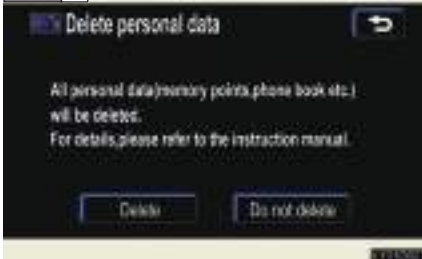 Delete personal data
All personal data(memory points,phone book etc.)
will be deleted.
For details,please refer to the instruction manual.
Delete
Do not delete